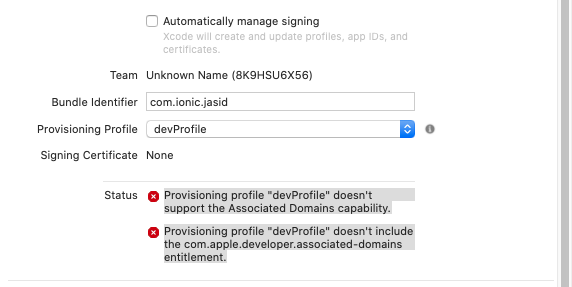 Automatically manage signing
Xcode will create and update profiles, app IDs, and
certificates.
Team Unknown Name (8K9HSU6X56)
Bundle Identifier com.ionic.jasid
Provisioning Profile devProfile
Signing Certificate None
Status Provisioning profile "devProfile" doesn't
support the Associated Domains capability.
Provisioning profile "devProfile" doesn't include
the com.apple.developer.associated-domains
entitlement.